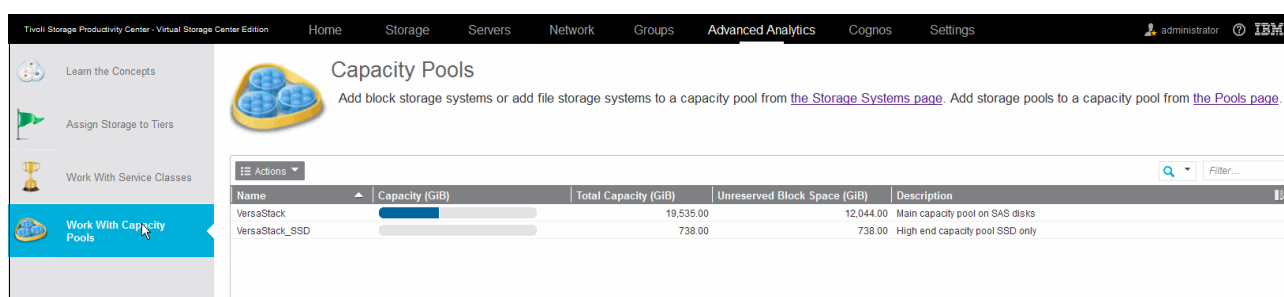 Tivoli Storage Productivity Center - Virtual Storage Center Edition Home Storage Servers Network Groups Advanced Analytics Cognos Settings administrator ? IBM
Learn the Concepts
Assign Storage to Tiers
Work With Service Classes
Work With Capacity
Pools
Capacity Pools
Add block storage systems or add file storage systems to a capacity pool from the Storage Systems page. Add storage pools to a capacity pool from the Pools page.
Actions Filter...
Name Capacity (GiB) Total Capacity (GiB) Unreserved Block Space (GiB) Description
VersaStack 19,535.00 12,044.00 Main capacity pool on SAS disks
VersaStack_SSD 738.00 738.00 High end capacity pool SSD only